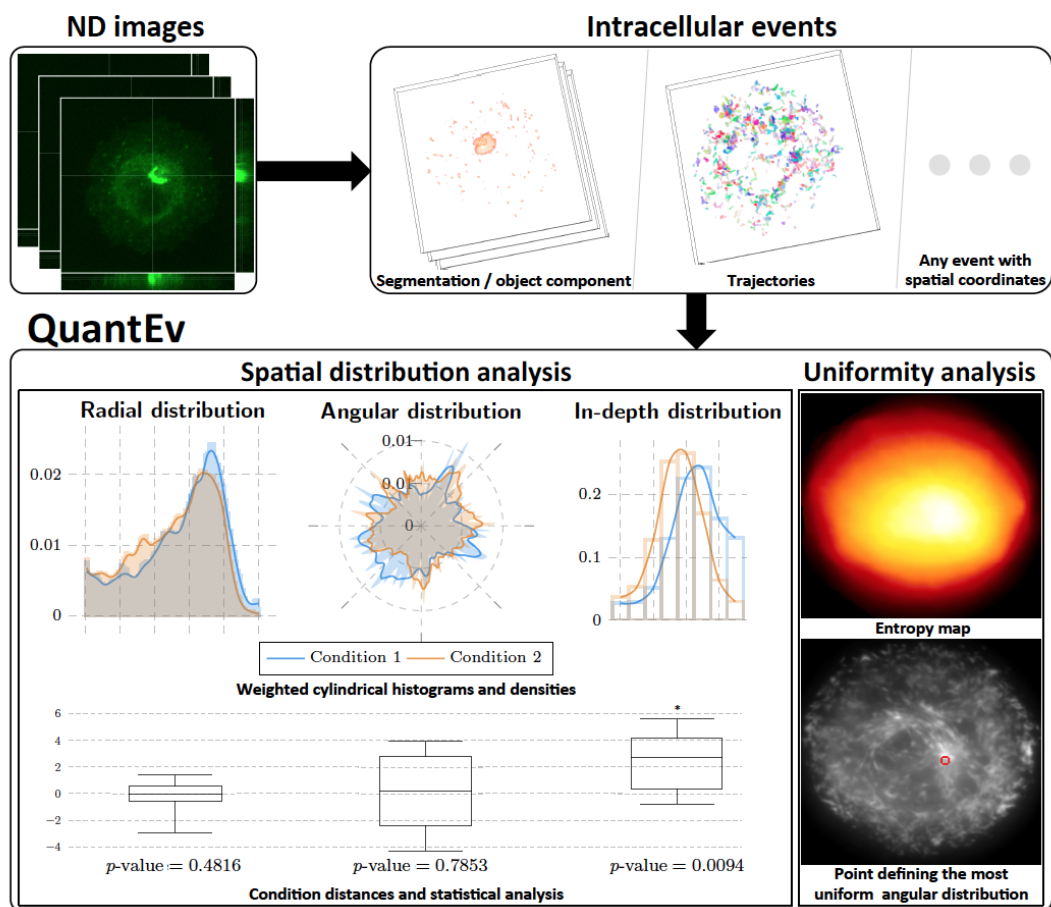 ND images
Intracellular events
Segmentation / object component
Trajectories
Any event with
spatial coordinates
QuantEv
Spatial distribution analysis
Radial distribution
0.02
0.01
0
Angular distribution
0.01
0.01
0
In-depth distribution
0.2
0.1
0
Condition 1
Condition 2
Weighted cylindrical histograms and densities
6
4
2
0
−2
−4
*
p-value = 0.4816
p-value = 0.7853
p-value = 0.0094
Condition distances and statistical analysis
Uniformity analysis
Entropy map
Point defining the most
uniform angular distribution